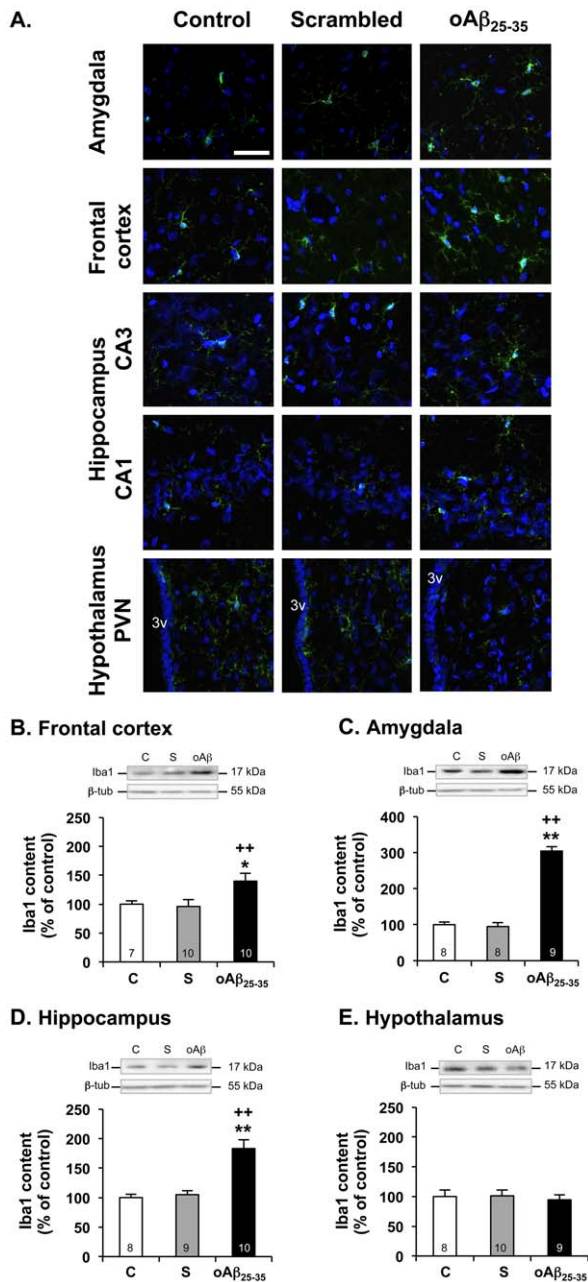 A.
Control Scrambled oAβ25-35
Amygdala
Frontal
cortex
Hippocampus
CA3
CA1
Hypothalamus
PVN
3v 3v 3v
B. Frontal cortex
C S oAβ
Iba1 17 kDa
β-tub 55 kDa
Iba1 content
(% of control)
250
200
150
100
50
0
++
*
7 10 10
C S oAβ25-35
C. Amygdala
C S oAβ
Iba1 17 kDa
β-tub 55 kDa
Iba1 content
(% of control)
400
300
200
100
0
++
**
8 8 9
C S oAβ25-35
D. Hippocampus
C S oAβ
Iba1 17 kDa
β-tub 55 kDa
Iba1 content
(% of control)
250
200
150
100
50
0
++
**
8 9 10
C S oAβ25-35
E. Hypothalamus
C S oAβ
Iba1 17 kDa
β-tub 55 kDa
Iba1 content
(% of control)
250
200
150
100
50
0
8 10 9
C S oAβ25-35